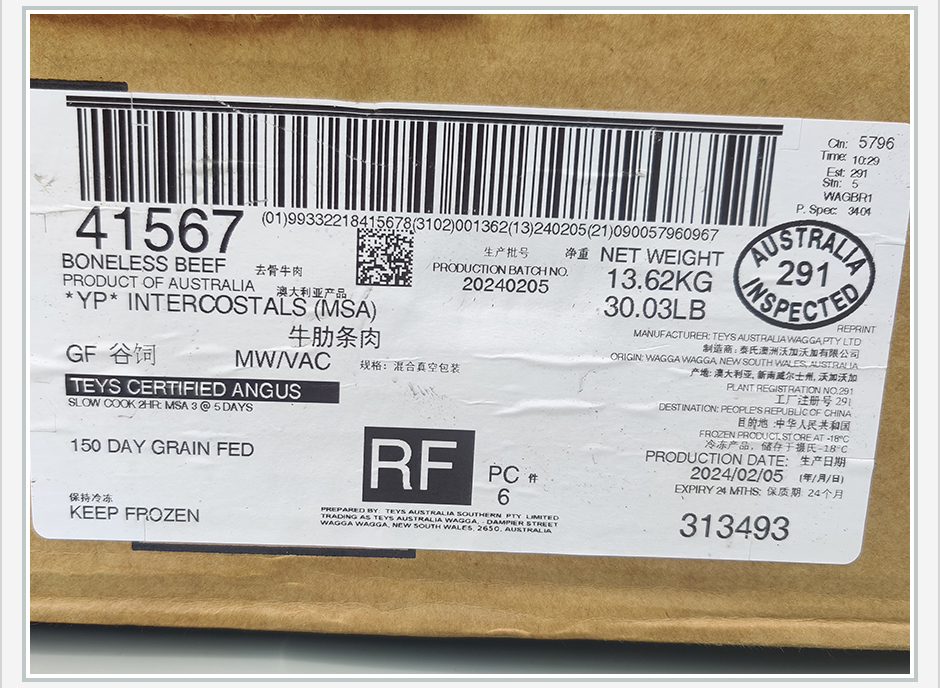 Ctn: 5796
Time: 10:29
Est: 291
Stn: 5
WAGBR1
P. Spec: 3404
(01)99332218415678(3102)001362(13)240205(21)090057960967
41567
BONELESS BEEF 去骨牛肉
PRODUCT OF AUSTRALIA 澳大利亚产品
*YP* INTERCOSTALS (MSA)
牛肋条肉
GF 谷饲 MW/VAC 规格：混合真空包装
TEYS CERTIFIED ANGUS
SLOW COOK 2HR: MSA 3 @ 5 DAYS
150 DAY GRAIN FED
保持冷冻
KEEP FROZEN
生产批号
PRODUCTION BATCH NO.
20240205
净重 NET WEIGHT
13.62KG
30.03LB
AUSTRALIA
291
INSPECTED
REPRINT
MANUFACTURER: TEYS AUSTRALIA WAGGA PTY LTD
制造商：泰氏澳洲沃加沃加有限公司
ORIGIN: WAGGA WAGGA, NEW SOUTH WALES, AUSTRALIA
产地: 澳大利亚, 新南威尔士州, 沃加沃加
PLANT REGISTRATION NO.291
工厂注册号 291
DESTINATION: PEOPLE'S REPUBLIC OF CHINA
目的地 :中华人民共和国
FROZEN PRODUCT. STORE AT -18°C
冷冻产品，储存于摄氏-18°C
PRODUCTION DATE: 生产日期
2024/02/05 (年/月/日)
EXPIRY 24 MTHS: 保质期 24个月
313493
RF
PC 件
6
PREPARED BY: TEYS AUSTRALIA SOUTHERN PTY LIMITED
TRADING AS TEYS AUSTRALIA WAGGA, - DAMPIER STREET
WAGGA WAGGA, NEW SOUTH WALES, 2650, AUSTRALIA